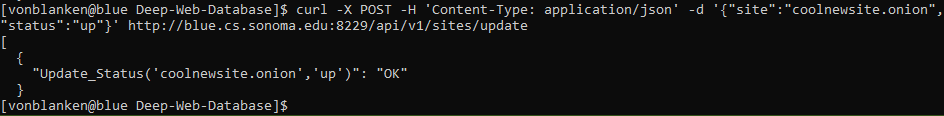 [vonblanken@blue Deep-Web-Database]$ curl -X POST -H 'Content-Type: application/json' -d '{"site":"coolnewsite.onion",
"status":"up"}' http://blue.cs.sonoma.edu:8229/api/v1/sites/update
[
  {
    "Update_Status('coolnewsite.onion','up')": "OK"
  }
[vonblanken@blue Deep-Web-Database]$